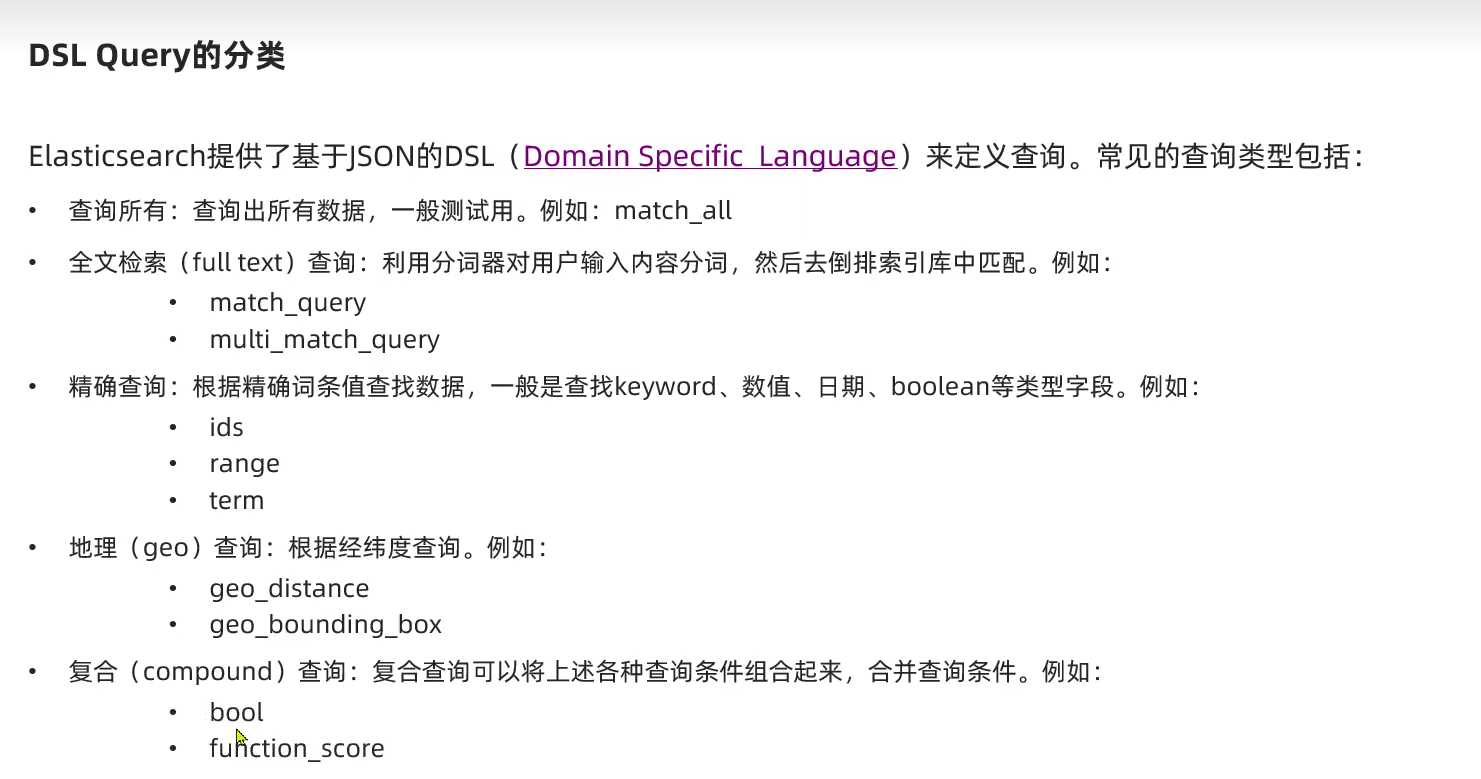 DSL Query的分类
Elasticsearch提供了基于JSON的DSL（Domain Specific Language）来定义查询。常见的查询类型包括：
• 查询所有：查询出所有数据，一般测试用。例如：match_all
• 全文检索（full text）查询：利用分词器对用户输入内容分词，然后去倒排索引库中匹配。例如：
• match_query
• multi_match_query
• 精确查询：根据精确词条值查找数据，一般是查找keyword、数值、日期、boolean等类型字段。例如：
• ids
• range
• term
• 地理（geo）查询：根据经纬度查询。例如：
• geo_distance
• geo_bounding_box
• 复合（compound）查询：复合查询可以将上述各种查询条件组合起来，合并查询条件。例如：
• bool
• function_score